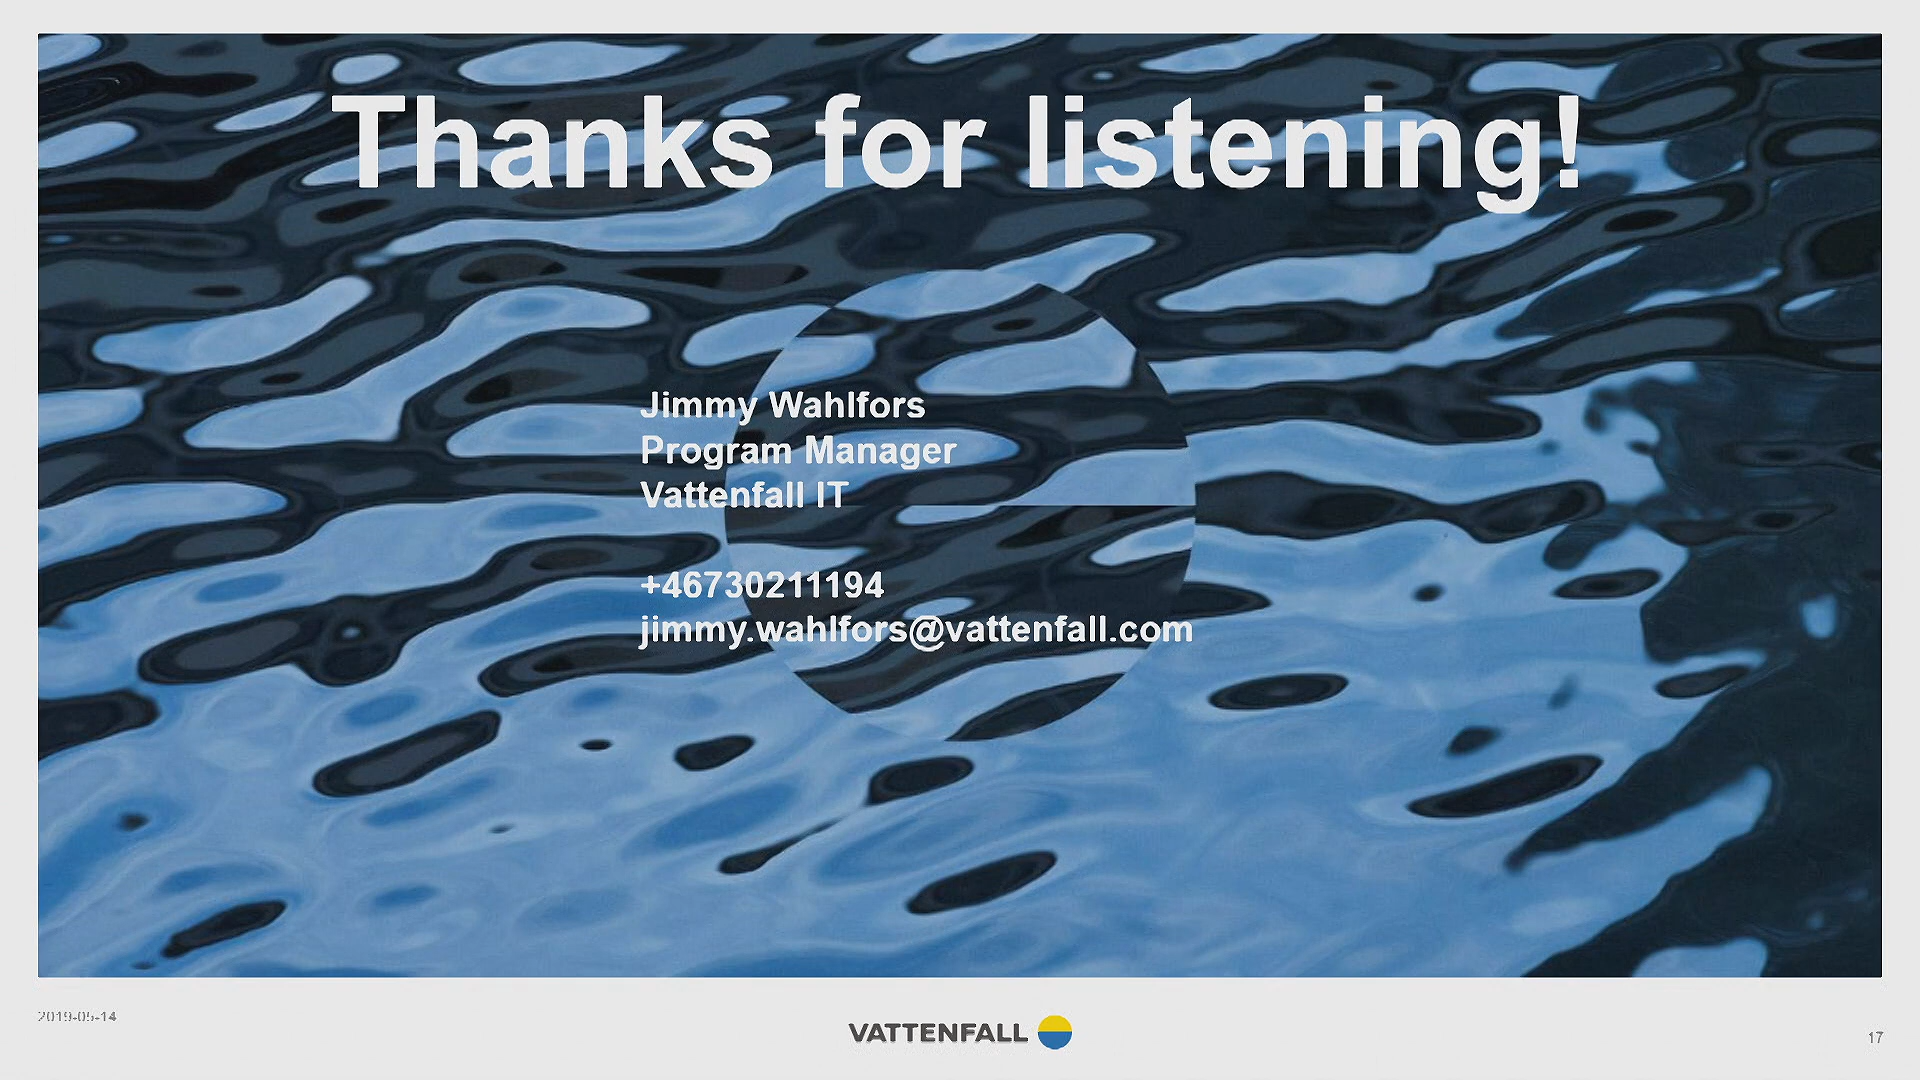 Thanks for listening!
Jimmy Wahlfors
Program Manager
Vattenfall IT
+46730211194
jimmy.wahlfors@vattenfall.com
2019-05-14
VATTENFALL
17